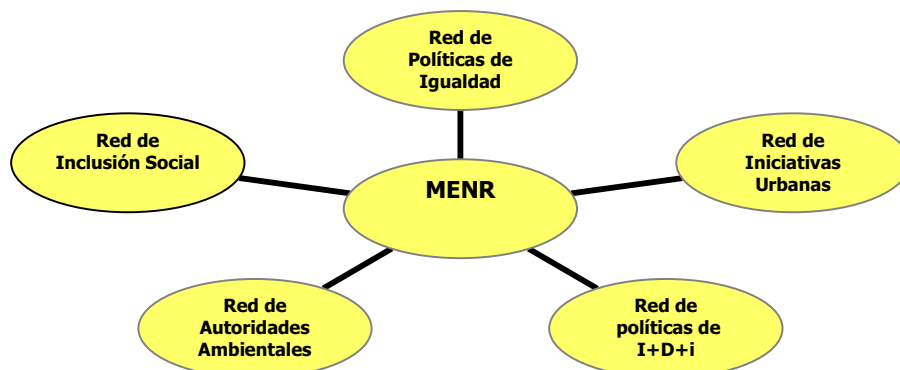 Red de
Políticas de
Igualdad
Red de
Inclusión Social
Red de
Iniciativas
Urbanas
MENR
Red de
Autoridades
Ambientales
Red de
políticas de
I+D+i